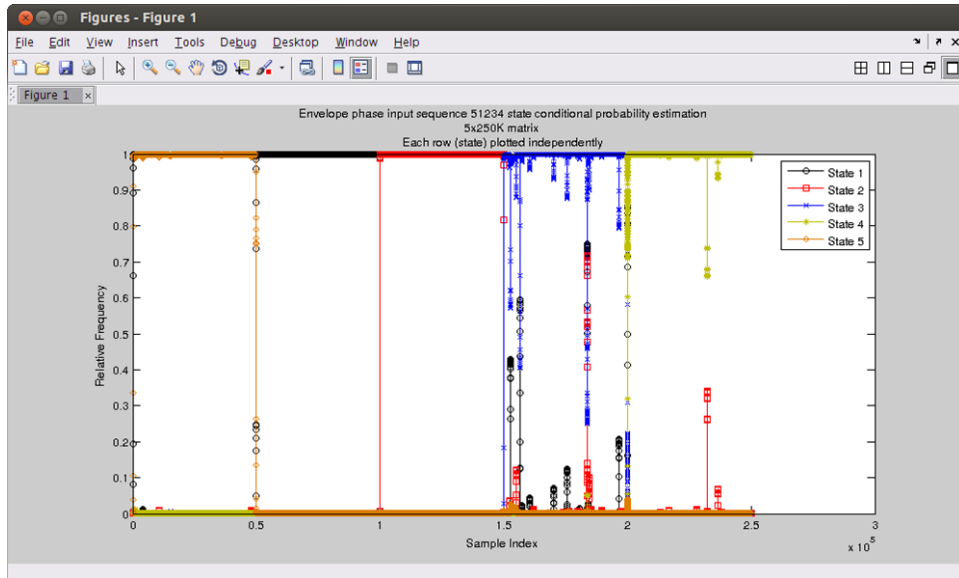 Figures - Figure 1
File Edit View Insert Tools Debug Desktop Window Help
Figure 1
Envelope phase input sequence 51234 state conditional probability estimation
5x250K matrix
Each row (state) plotted independently
1
0.9
0.8
0.7
0.6
0.5
0.4
0.3
0.2
0.1
0
Relative Frequency
State 1
State 2
State 3
State 4
State 5
0 0.5 1 1.5 2 2.5 3
Sample Index
x 10^5